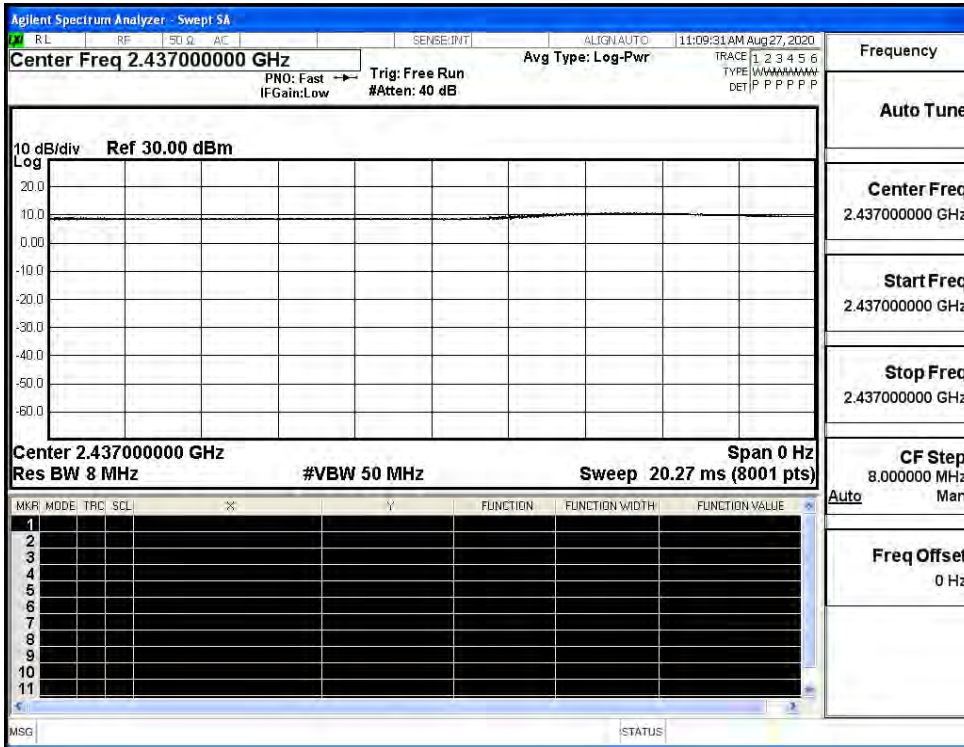 Agilent Spectrum Analyzer - Swept SA
LXI RL RF 50 Ω AC SENSE:INT ALIGN AUTO 11:09:31 AM Aug 27, 2020
Center Freq 2.437000000 GHz
Avg Type: Log-Pwr
TRACE 1 2 3 4 5 6
PNO: Fast
Trig: Free Run
TYPE WWWWWW
IFGain:Low
#Atten: 40 dB
DET P P P P P P
10 dB/div Ref 30.00 dBm
Log
20.0
10.0
0.00
-10.0
-20.0
-30.0
-40.0
-50.0
-60.0
Center 2.437000000 GHz Span 0 Hz
Res BW 8 MHz #VBW 50 MHz Sweep 20.27 ms (8001 pts)
MKR MODE TRC SCL X Y FUNCTION FUNCTION WIDTH FUNCTION VALUE
1
2
3
4
5
6
7
8
9
10
11
MSG STATUS
Frequency
Auto Tune
Center Freq
2.437000000 GHz
Start Freq
2.437000000 GHz
Stop Freq
2.437000000 GHz
CF Step
8.000000 MHz
Auto Man
Freq Offset
0 Hz